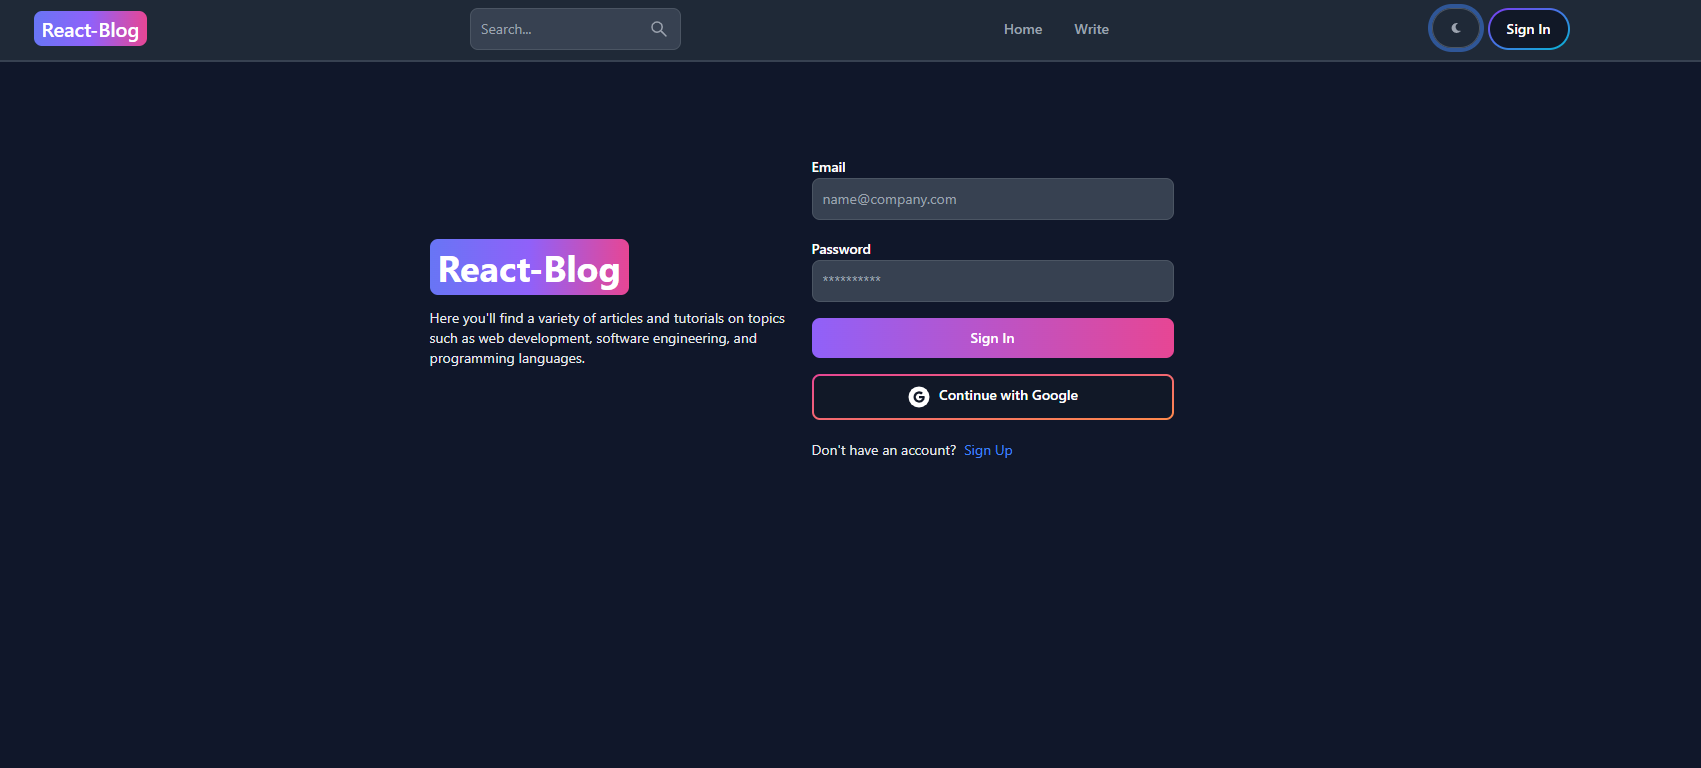 React-Blog
Search...
Home
Write
Sign In
Email
name@company.com
Password
**********
React-Blog
Here you'll find a variety of articles and tutorials on topics
such as web development, software engineering, and
programming languages.
Sign In
G Continue with Google
Don't have an account? Sign Up